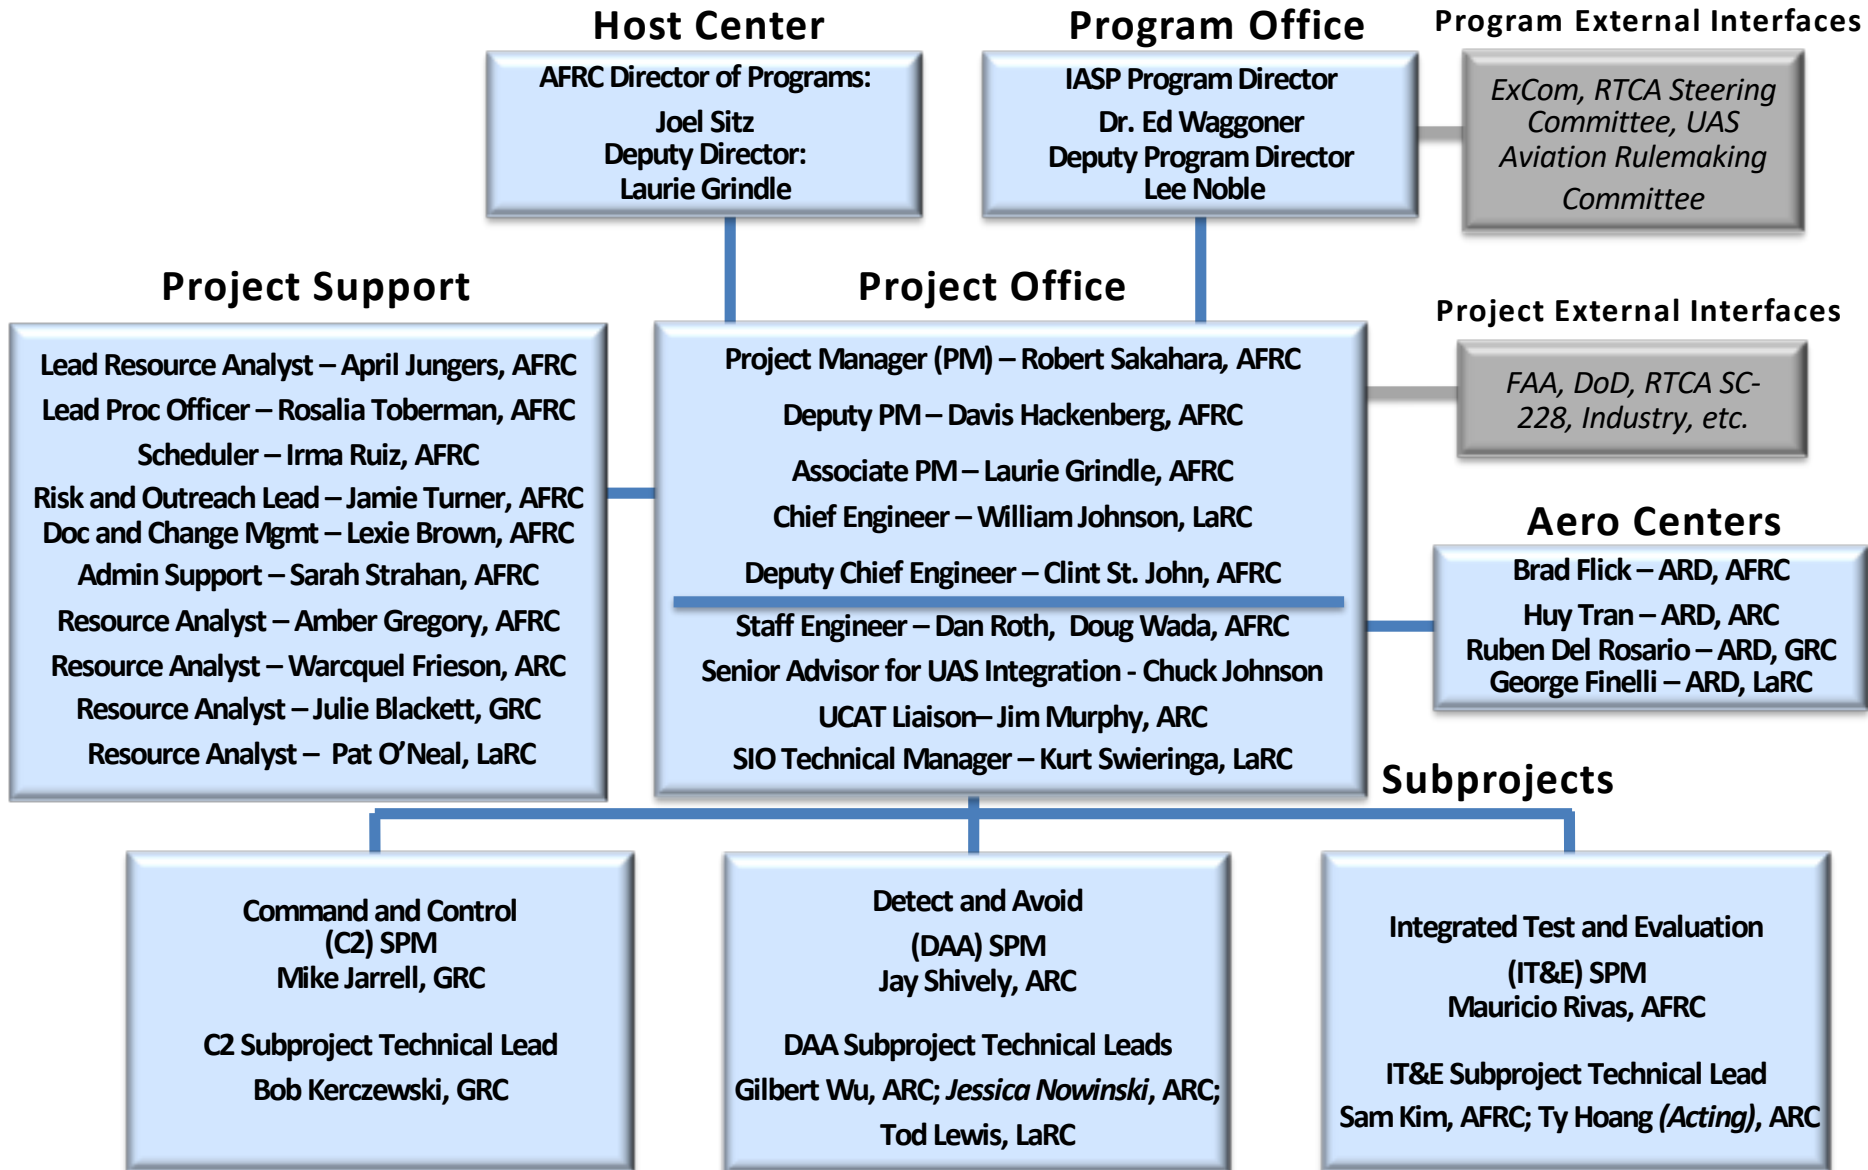 Host Center
AFRC Director of Programs:
Joel Sitz
Deputy Director:
Laurie Grindle
Program Office
IASP Program Director
Dr. Ed Waggoner
Deputy Program Director
Lee Noble
Program External Interfaces
ExCom, RTCA Steering
Committee, UAS
Aviation Rulemaking
Committee
Project Support
Lead Resource Analyst – April Jungers, AFRC
Lead Proc Officer – Rosalia Toberman, AFRC
Scheduler – Irma Ruiz, AFRC
Risk and Outreach Lead – Jamie Turner, AFRC
Doc and Change Mgmt – Lexie Brown, AFRC
Admin Support – Sarah Strahan, AFRC
Resource Analyst – Amber Gregory, AFRC
Resource Analyst – Warcquel Frieson, ARC
Resource Analyst – Julie Blackett, GRC
Resource Analyst – Pat O’Neal, LaRC
Project Office
Project Manager (PM) – Robert Sakahara, AFRC
Deputy PM – Davis Hackenberg, AFRC
Associate PM – Laurie Grindle, AFRC
Chief Engineer – William Johnson, LaRC
Deputy Chief Engineer – Clint St. John, AFRC
Staff Engineer – Dan Roth, Doug Wada, AFRC
Senior Advisor for UAS Integration - Chuck Johnson
UCAT Liaison– Jim Murphy, ARC
SIO Technical Manager – Kurt Swieringa, LaRC
Project External Interfaces
FAA, DoD, RTCA SC-
228, Industry, etc.
Aero Centers
Brad Flick – ARD, AFRC
Huy Tran – ARD, ARC
Ruben Del Rosario – ARD, GRC
George Finelli – ARD, LaRC
Subprojects
Command and Control
(C2) SPM
Mike Jarrell, GRC
C2 Subproject Technical Lead
Bob Kerczewski, GRC
Detect and Avoid
(DAA) SPM
Jay Shively, ARC
DAA Subproject Technical Leads
Gilbert Wu, ARC; Jessica Nowinski, ARC;
Tod Lewis, LaRC
Integrated Test and Evaluation
(IT&E) SPM
Mauricio Rivas, AFRC
IT&E Subproject Technical Lead
Sam Kim, AFRC; Ty Hoang (Acting), ARC